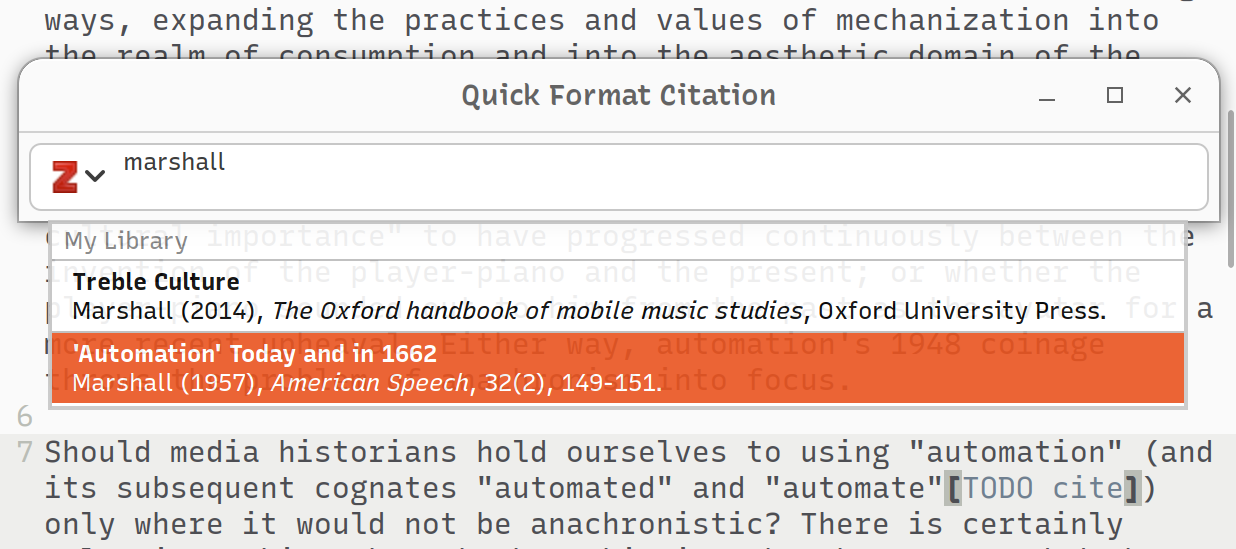 ways, expanding the practices and values of mechanization into
the realm of consumption and into the aesthetic domain of the
Quick Format Citation
Z marshall
My Library
cultural importance" to have progressed continuously between the
invention of the player-piano and the present; or whether the
Treble Culture
Marshall (2014), The Oxford handbook of mobile music studies, Oxford University Press.
for a
more recent upheaval. Either way, automation's 1948 coinage
'Automation' Today and in 1662
Marshall (1957), American Speech, 32(2), 149-151.
into focus.
6
7 Should media historians hold ourselves to using "automation" (and
its subsequent cognates "automated" and "automate"[TODO cite])
only where it would not be anachronistic? There is certainly